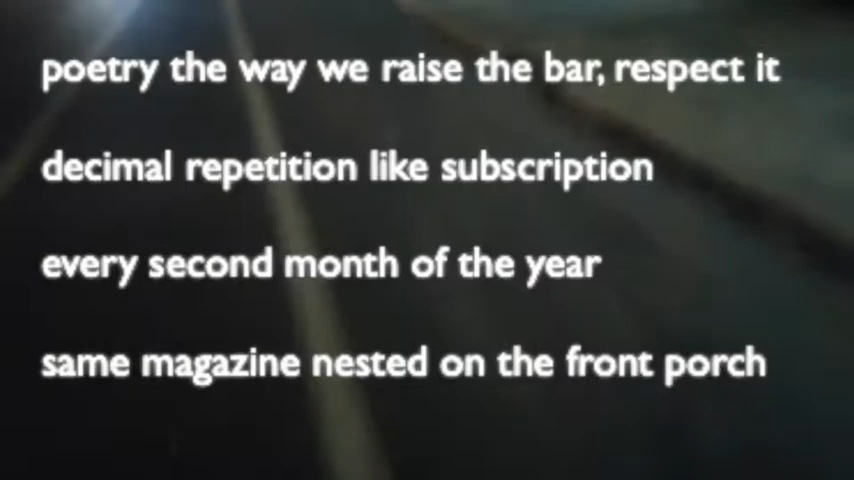 poetry the way we raise the bar, respect it
decimal repetition like subscription
every second month of the year
same magazine nested on the front porch